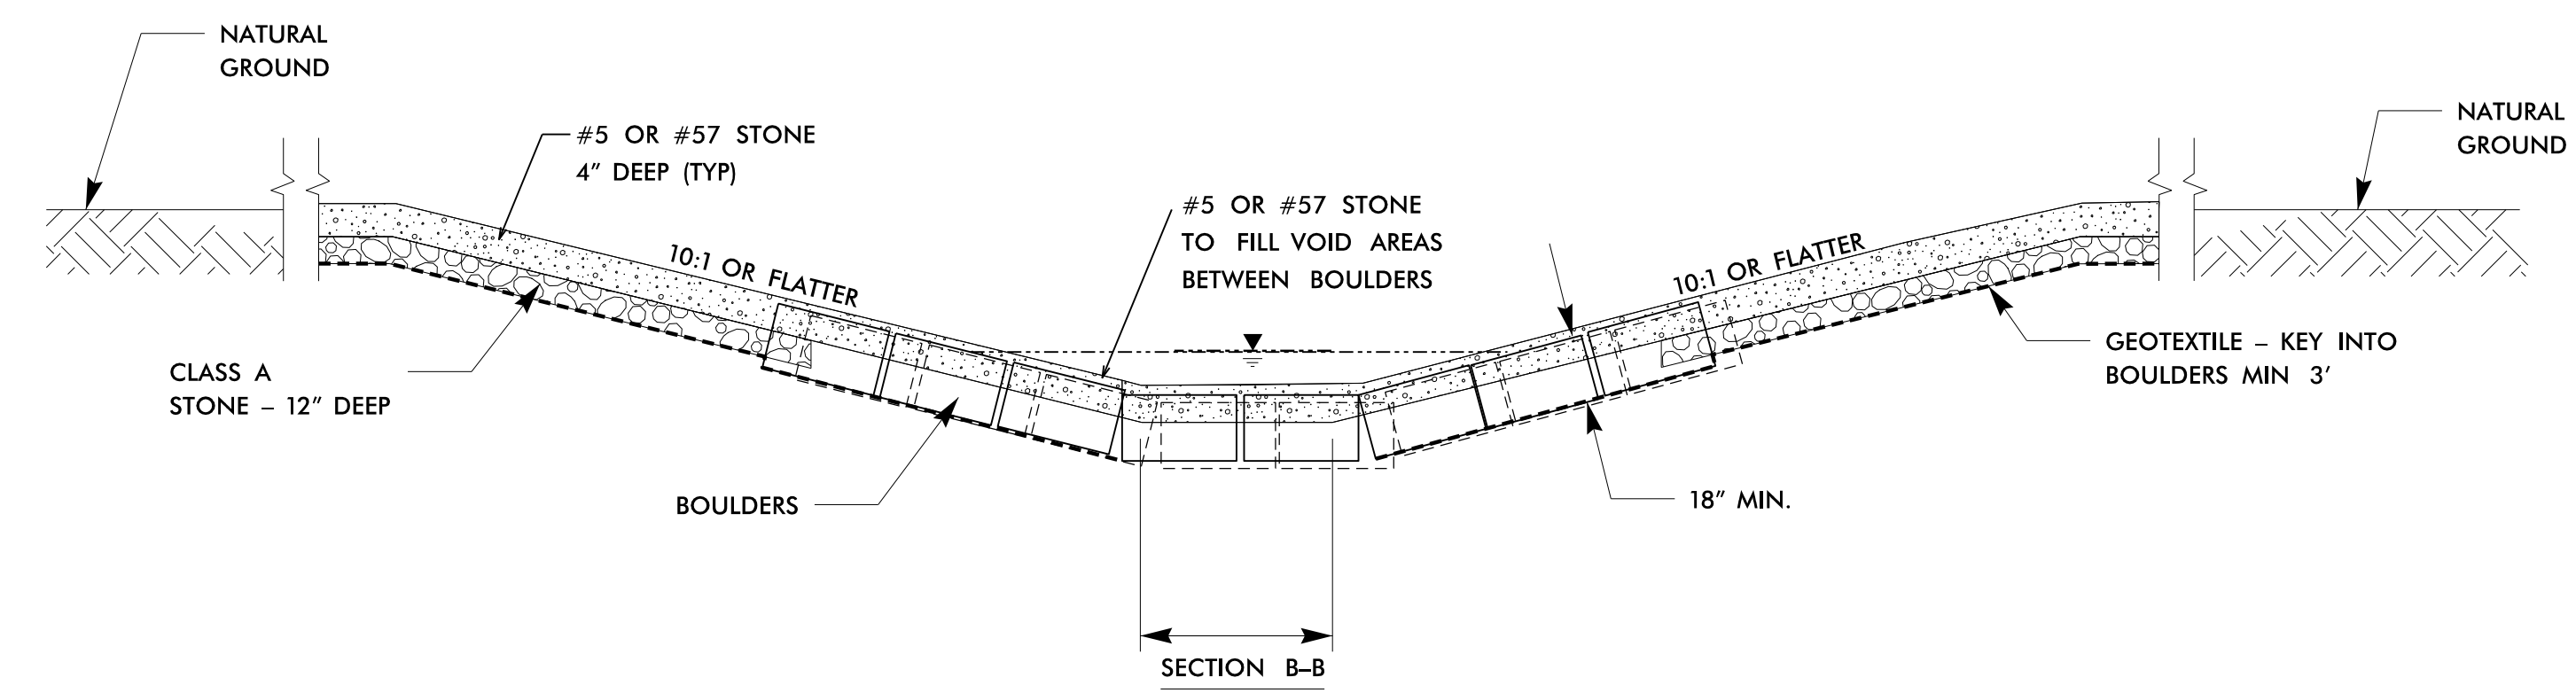 NATURAL
GROUND
#5 OR #57 STONE
4" DEEP (TYP)
#5 OR #57 STONE
TO FILL VOID AREAS
BETWEEN BOULDERS
NATURAL
GROUND
10:1 OR FLATTER
10:1 OR FLATTER
CLASS A
STONE – 12" DEEP
GEOTEXTILE – KEY INTO
BOULDERS MIN 3'
BOULDERS
18" MIN.
SECTION B–B